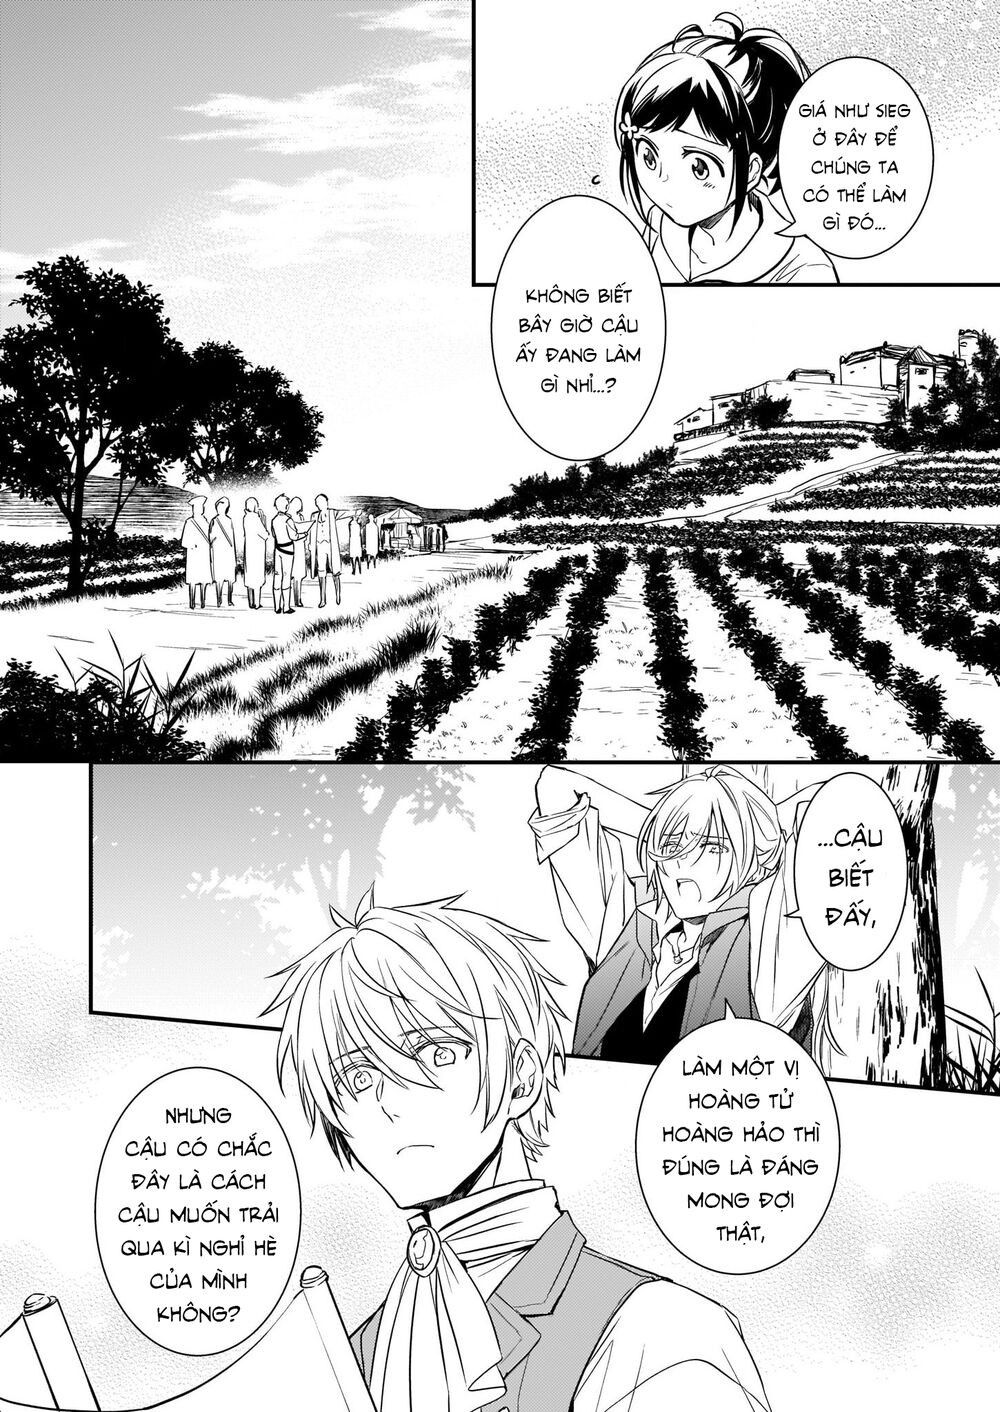 GIÁ NHƯ SIEG
Ở ĐÂY ĐỂ
CHÚNG TA
CÓ THỂ LÀM
GÌ ĐÓ...
KHÔNG BIẾT
BÂY GIỜ CẬU
ẤY ĐANG LÀM
GÌ NHỈ...?
...CẬU
BIẾT
ĐẤY,
LÀM MỘT VỊ
HOÀNG TỬ
HOÀNG HẢO THÌ
ĐÚNG LÀ ĐÁNG
MONG ĐỢI
THẬT,
NHƯNG
CẬU CÓ CHẮC
ĐÂY LÀ CÁCH
CẬU MUỐN TRẢI
QUA KÌ NGHỈ HÈ
CỦA MÌNH
KHÔNG?